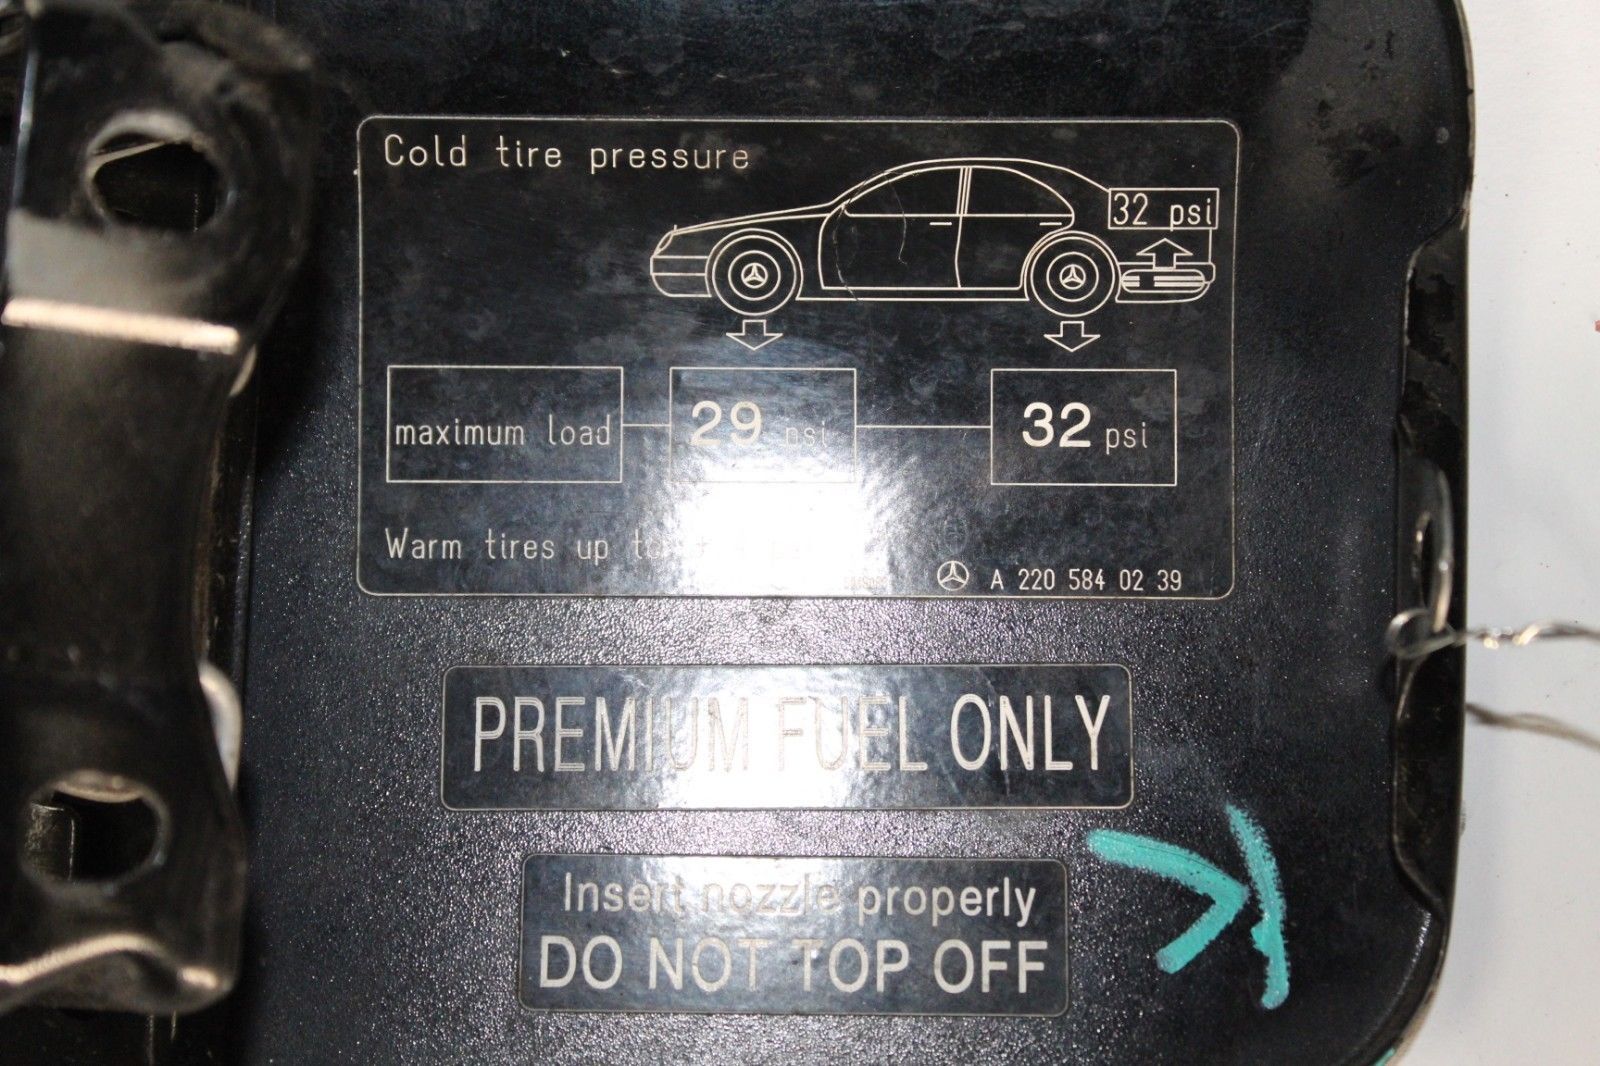 Cold tire pressure
32 psi
maximum load
29 psi
32 psi
Warm tires up to
A 220 584 02 39
PREMIUM FUEL ONLY
Insert nozzle properly
DO NOT TOP OFF